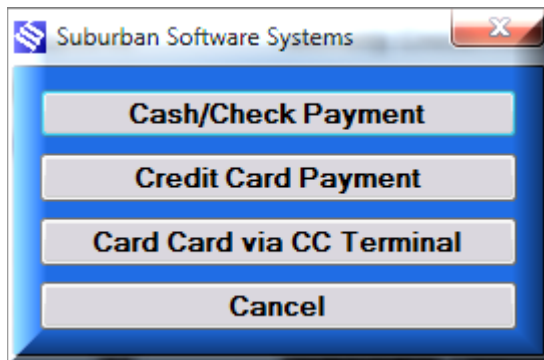 Suburban Software Systems
Cash/Check Payment
Credit Card Payment
Card Card via CC Terminal
Cancel